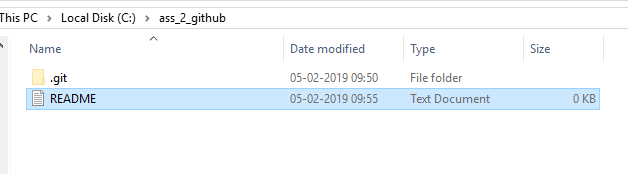 This PC > Local Disk (C:) > ass_2_github
Name Date modified Type Size
.git 05-02-2019 09:50 File folder
README 05-02-2019 09:55 Text Document 0 KB